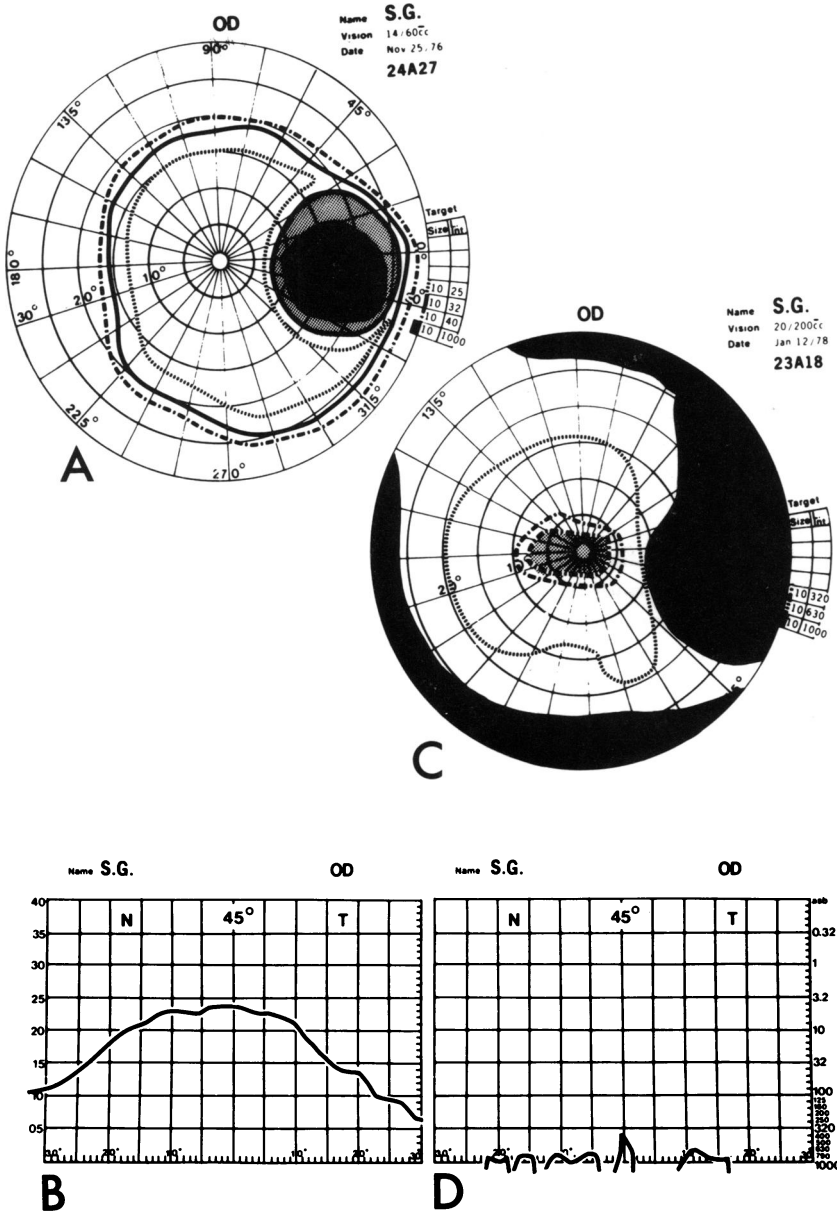 OD
Name S.G.
Vision 14/60cc
Date Nov 25.76
24A27
90°
45°
135°
0°
180°
10°
20°
30°
225°
270°
315°
Target
Size Int
10 25
10 32
10 40
10 1000
A
OD
Name S.G.
Vision 20/200cc
Date Jan 12/78
23A18
135°
Target
Size Int
10 320
10 630
10 1000
C
Name S.G. OD
N 45° T
40
35
30
25
20
15
10
05
B
Name S.G. OD
N 45° T
asb
0.32
1
3.2
10
32
100
320
1000
D